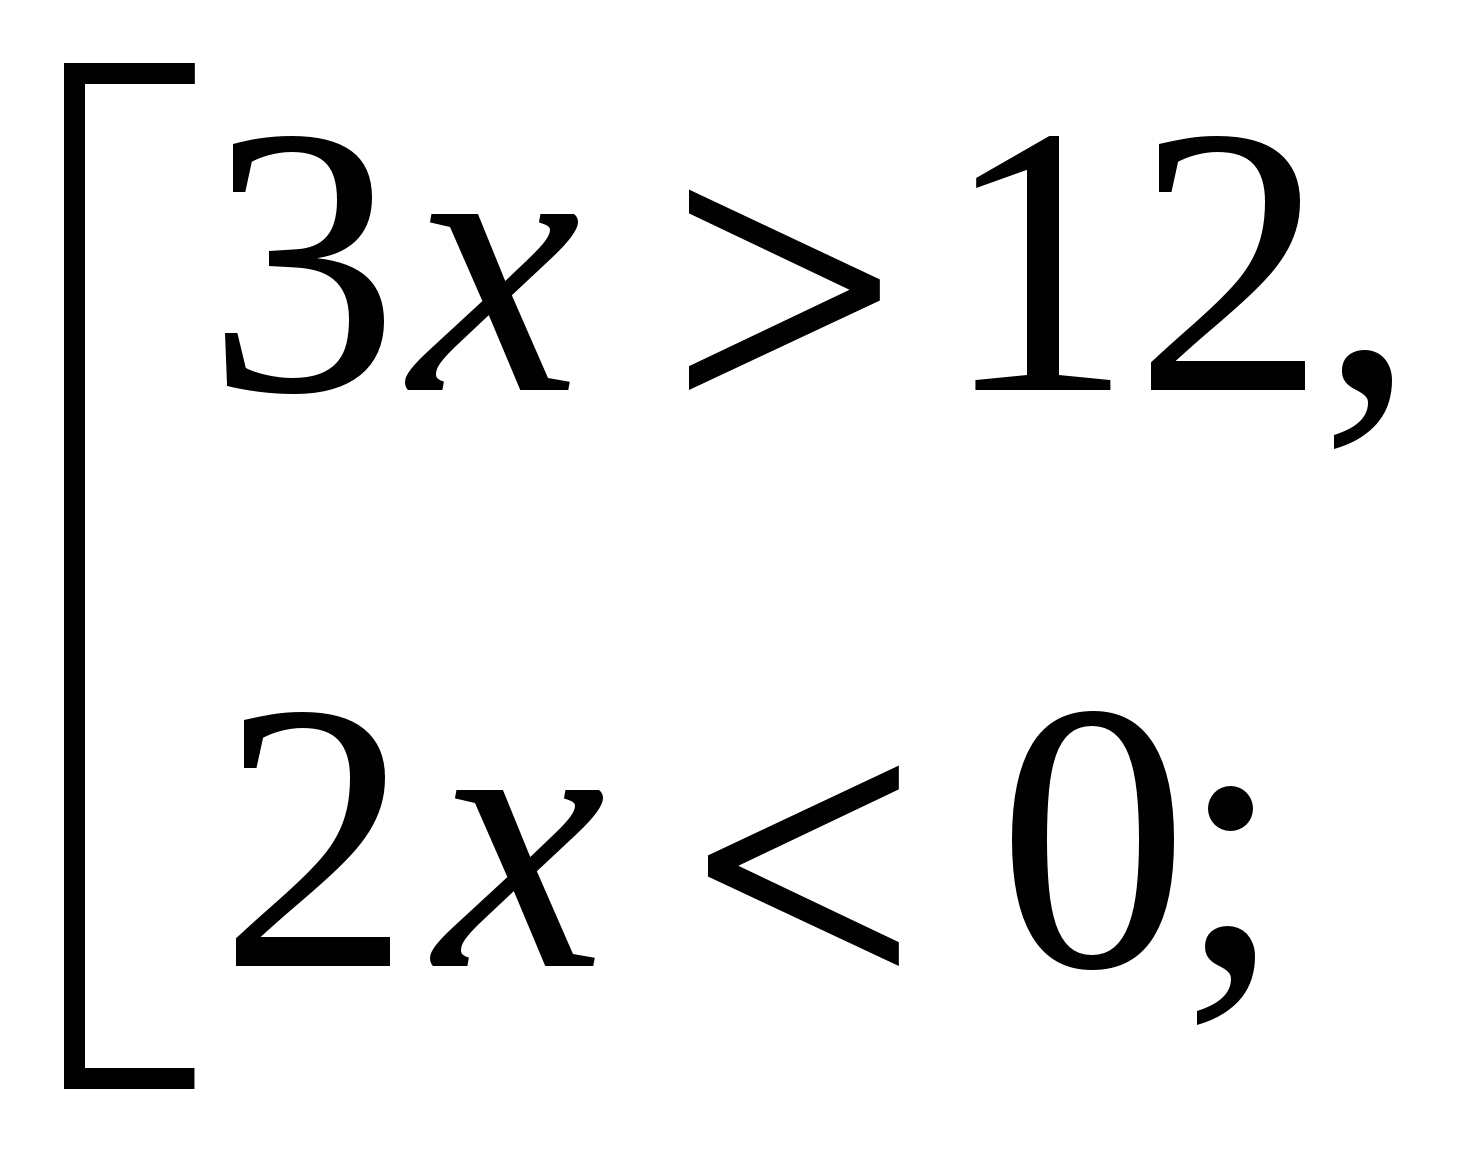 3x > 12,
2x < 0;